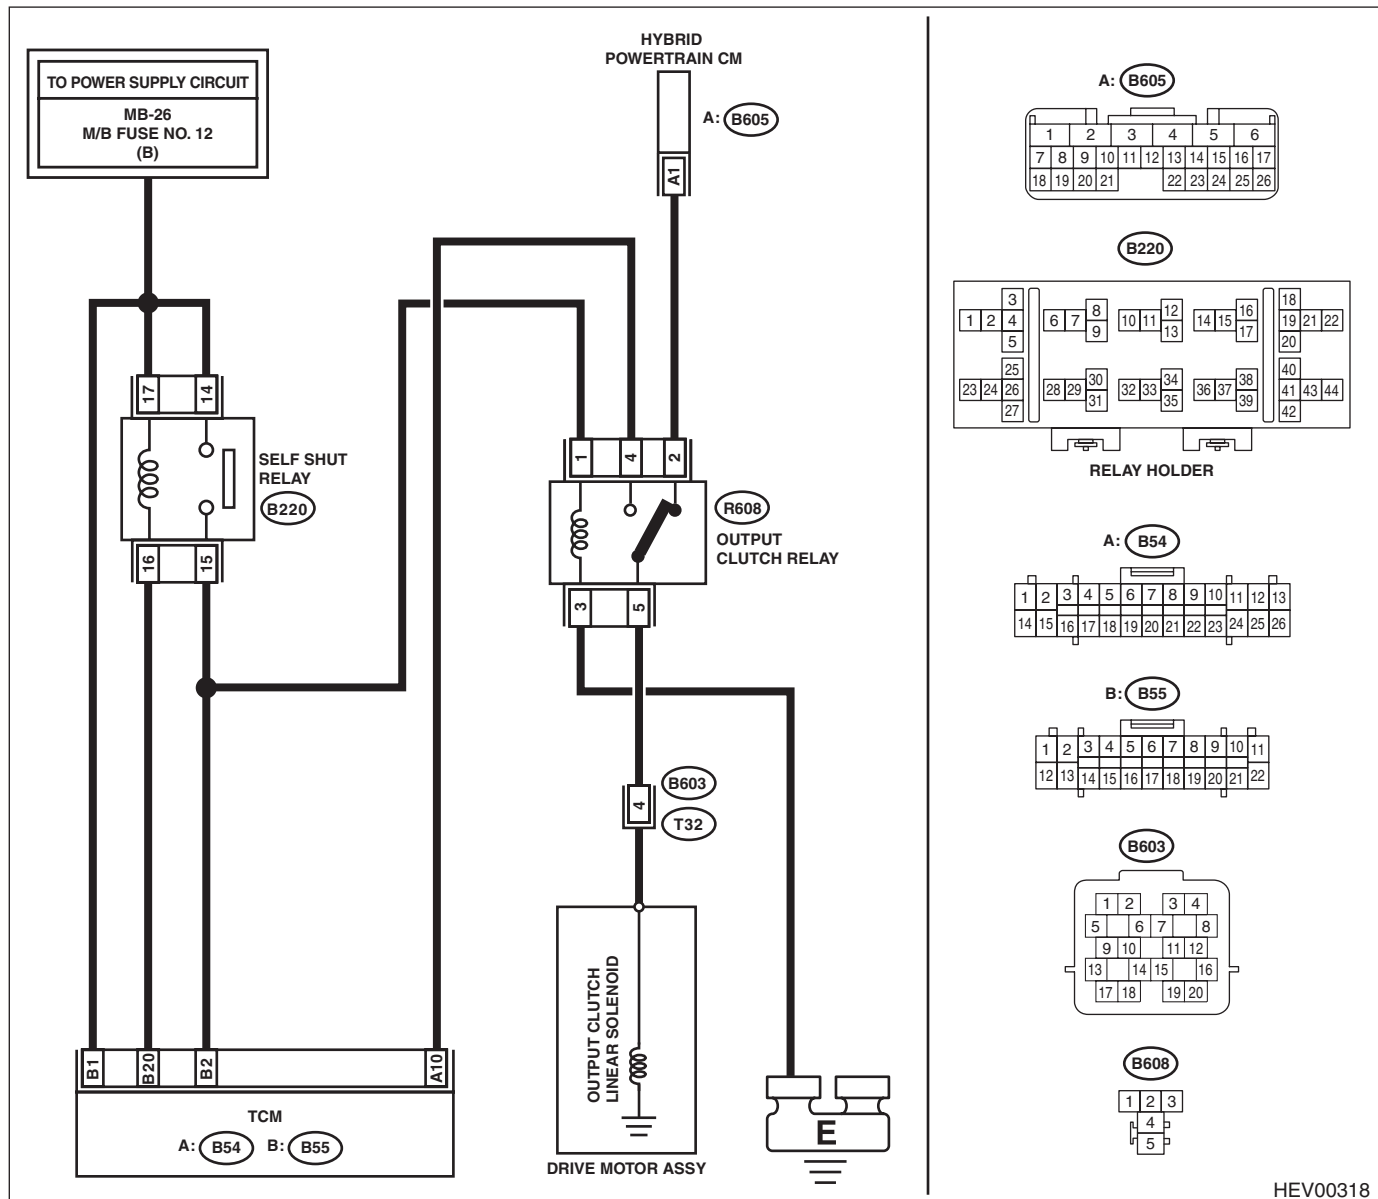 HYBRID
POWERTRAIN CM
TO POWER SUPPLY CIRCUIT
MB-26
M/B FUSE NO. 12
(B)
A: B605
A1
17 14
SELF SHUT
RELAY
B220
16 15
1 4 2
R608
OUTPUT
CLUTCH RELAY
3 5
B603
4
T32
OUTPUT CLUTCH
LINEAR SOLENOID
DRIVE MOTOR ASSY
E
B1 B20 B2 A10
TCM
A: B54 B: B55
A: B605
1 2 3 4 5 6
7 8 9 10 11 12 13 14 15 16 17
18 19 20 21 22 23 24 25 26
B220
3 8 12 16 18
1 2 4 6 7 10 11 14 15 19 21 22
5 9 13 17 20
25 30 34 38 40
23 24 26 28 29 32 33 36 37 41 43 44
27 31 35 39 42
RELAY HOLDER
A: B54
1 2 3 4 5 6 7 8 9 10 11 12 13
14 15 16 17 18 19 20 21 22 23 24 25 26
B: B55
1 2 3 4 5 6 7 8 9 10 11
12 13 14 15 16 17 18 19 20 21 22
B603
1 2 3 4
5 6 7 8
9 10 11 12
13 14 15 16
17 18 19 20
B608
1 2 3
4
5
HEV00318